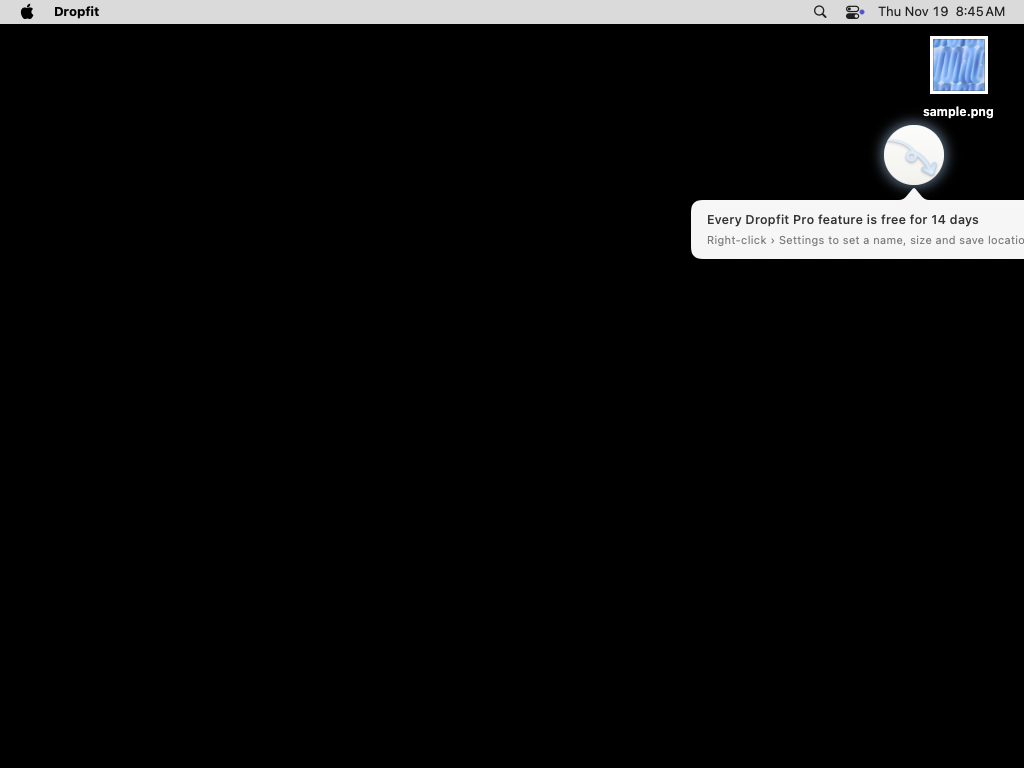 Dropfit
Thu Nov 19 8:45 AM
sample.png
Every Dropfit Pro feature is free for 14 days
Right-click › Settings to set a name, size and save locatio